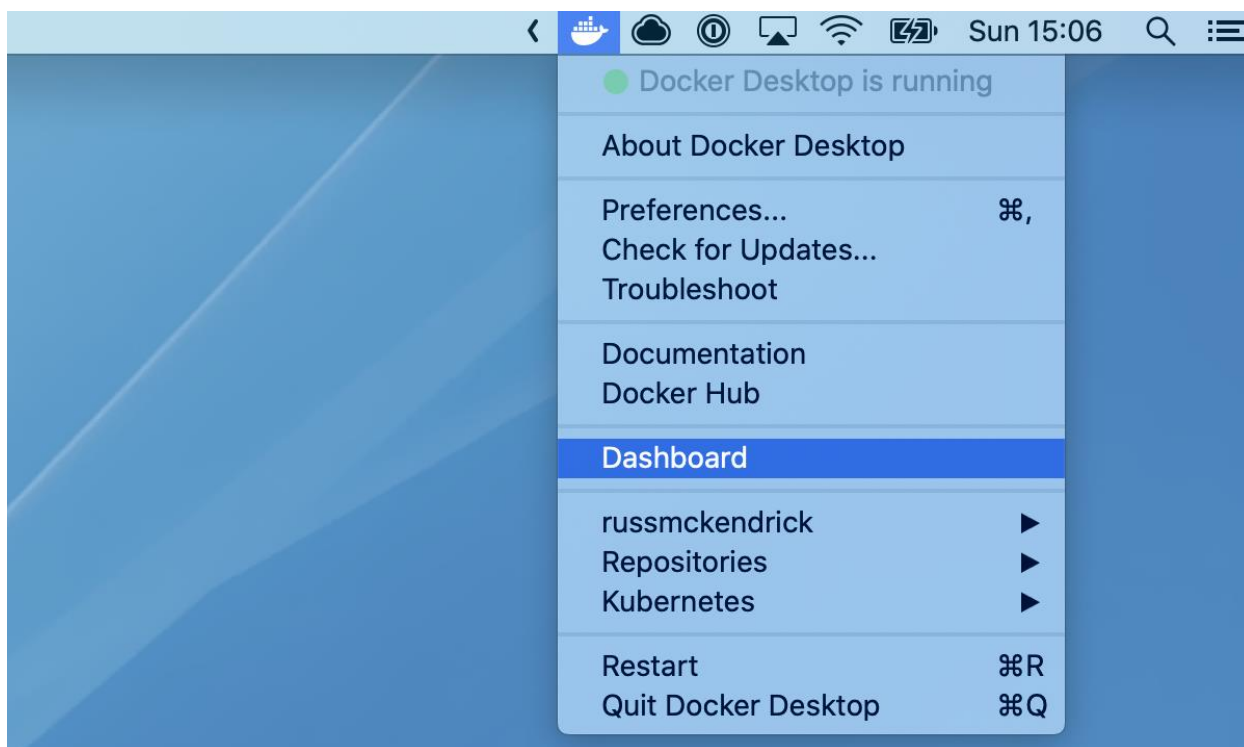 Sun 15:06
Docker Desktop is running
About Docker Desktop
Preferences... ⌘,
Check for Updates...
Troubleshoot
Documentation
Docker Hub
Dashboard
russmckendrick
Repositories
Kubernetes
Restart ⌘R
Quit Docker Desktop ⌘Q